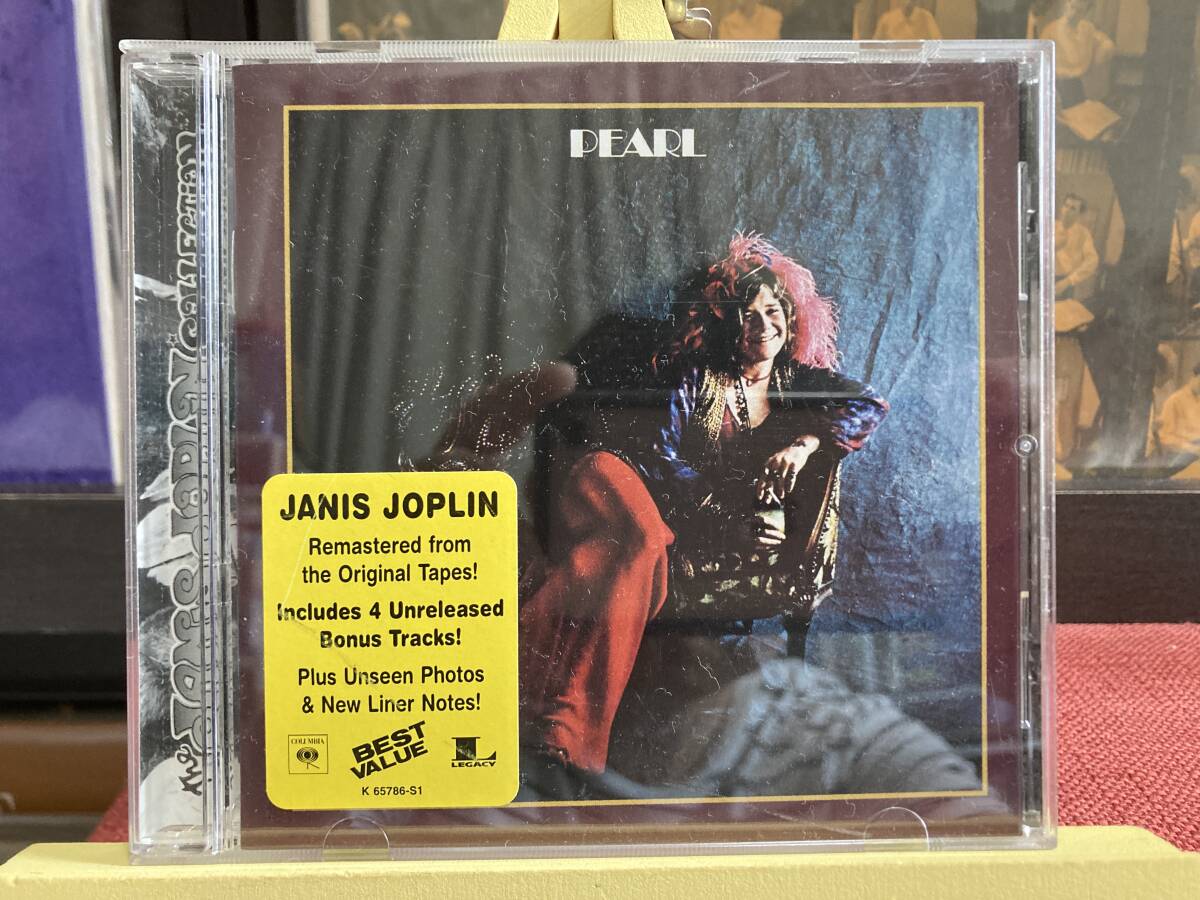 PEARL
JANIS JOPLIN
Remastered from
the Original Tapes!
Includes 4 Unreleased
Bonus Tracks!
Plus Unseen Photos
& New Liner Notes!
COLUMBIA
BEST
VALUE
L
LEGACY
K 65786-S1
the